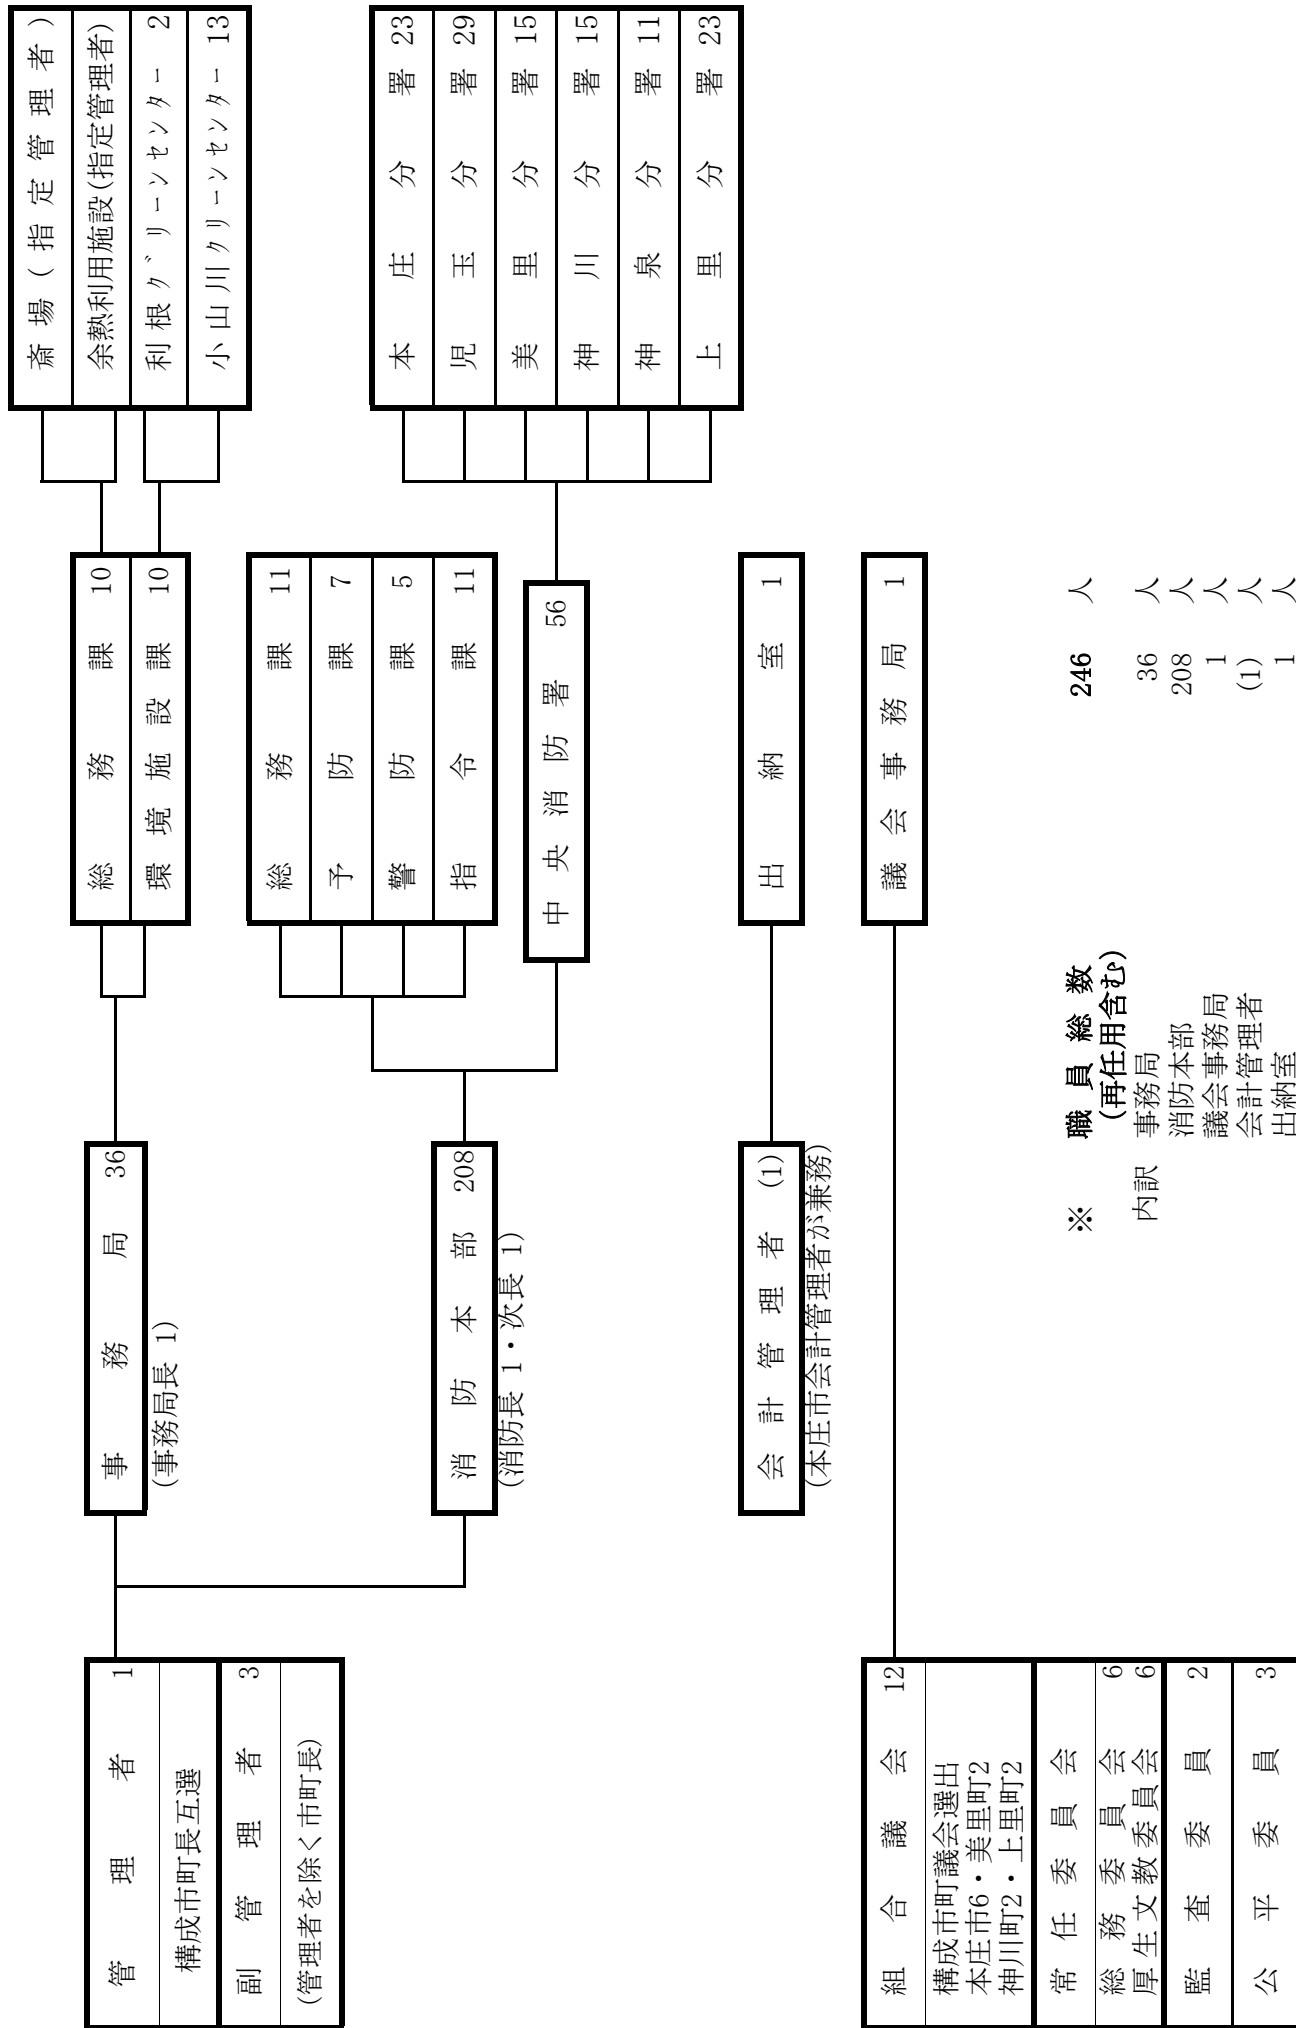 管理者 1
構成市町長互選
副管理者 3
(管理者を除く市町長)
事務局 36
(事務局長 1)
総務課 10
環境施設課 10
斎場(指定管理者)
余熱利用施設(指定管理者)
利根グリーンセンター 2
小山川クリーンセンター 13
消防本部 208
(消防長 1・次長 1)
総務課 11
予防課 7
警防課 5
指令課 11
中央消防署 56
本庄分署 23
児玉分署 29
美里分署 15
神川分署 15
神泉分署 11
上里分署 23
会計管理者 (1)
(本庄市会計管理者が兼務)
出納室 1
組合議会 12
構成市町議会選出
本庄市6・美里町2
神川町2・上里町2
常任委員会
総務委員会 6
厚生文教委員会 6
監査委員 2
公平委員 3
議会事務局 1
※ 職員総数 246 人
(再任用含む)
内訳 事務局 36 人
消防本部 208 人
議会事務局 1 人
会計管理者 (1) 人
出納室 1 人